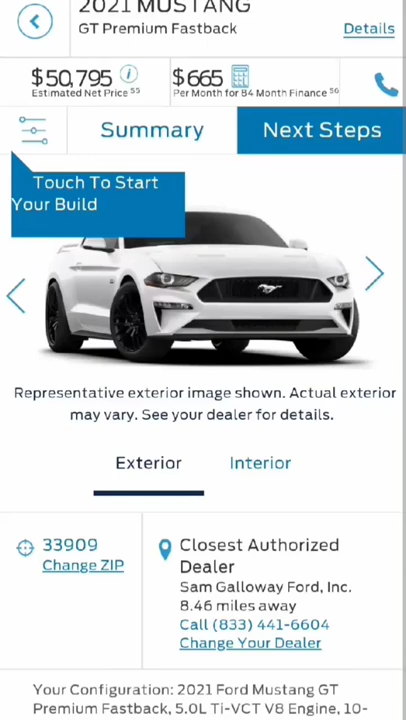 2021 MUSTANG
GT Premium Fastback
Details
$50,795
Estimated Net Price 55
$665
Per Month for 84 Month Finance 56
Summary
Next Steps
Touch To Start
Your Build
Representative exterior image shown. Actual exterior
may vary. See your dealer for details.
Exterior
Interior
33909
Change ZIP
Closest Authorized
Dealer
Sam Galloway Ford, Inc.
8.46 miles away
Call (833) 441-6604
Change Your Dealer
Your Configuration: 2021 Ford Mustang GT
Premium Fastback, 5.0L Ti-VCT V8 Engine, 10-